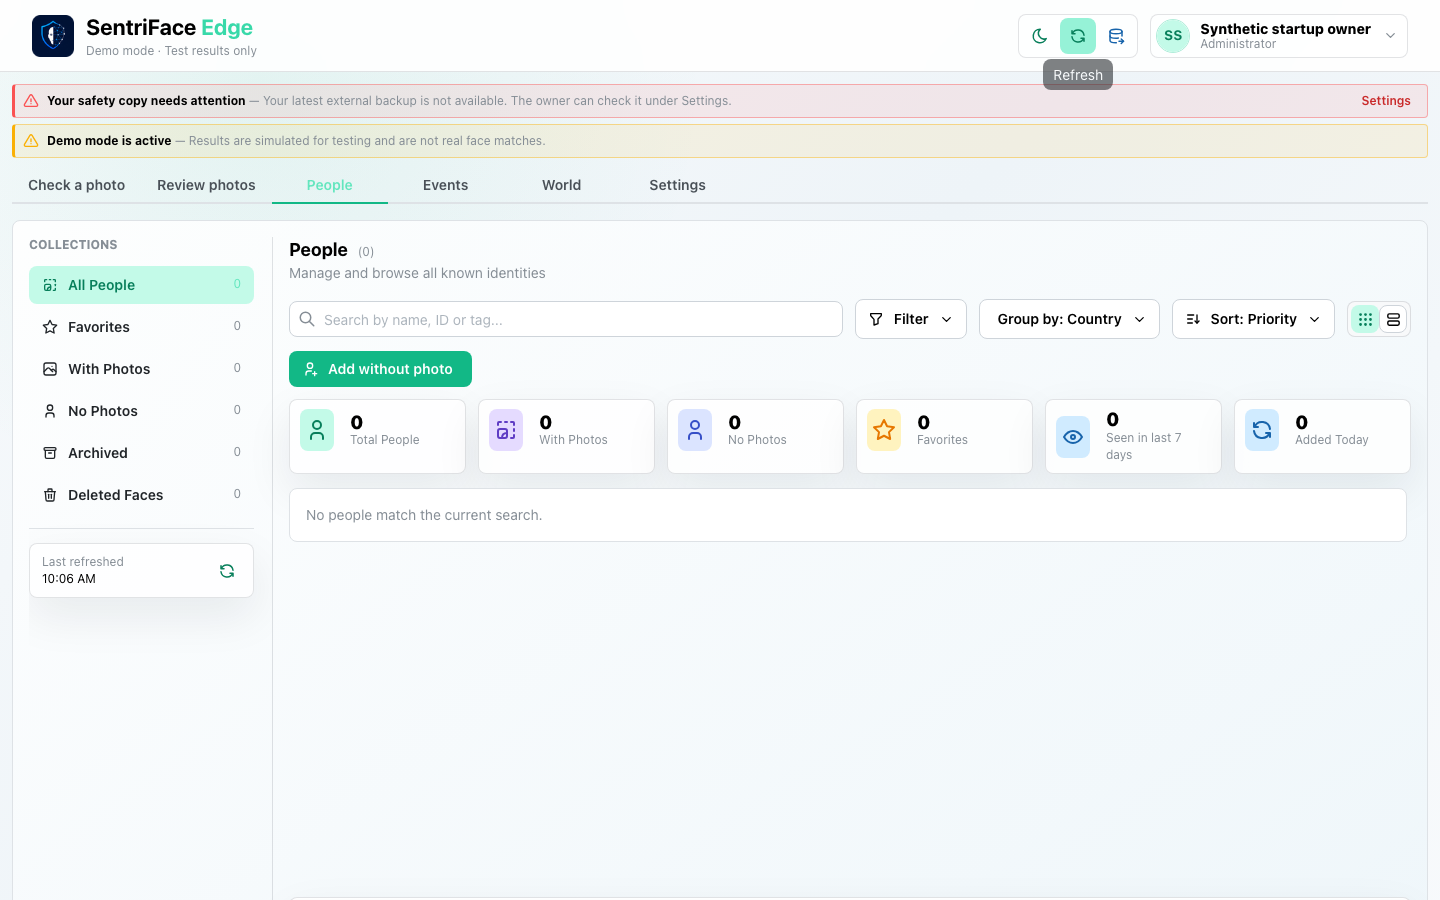 SentriFace Edge
Demo mode · Test results only
SS
Synthetic startup owner
Administrator
Refresh
Your safety copy needs attention — Your latest external backup is not available. The owner can check it under Settings.
Settings
Demo mode is active — Results are simulated for testing and are not real face matches.
Check a photo
Review photos
People
Events
World
Settings
COLLECTIONS
All People 0
Favorites 0
With Photos 0
No Photos 0
Archived 0
Deleted Faces 0
Last refreshed
10:06 AM
People (0)
Manage and browse all known identities
Search by name, ID or tag...
Filter
Group by: Country
Sort: Priority
Add without photo
0
Total People
0
With Photos
0
No Photos
0
Favorites
0
Seen in last 7
days
0
Added Today
No people match the current search.